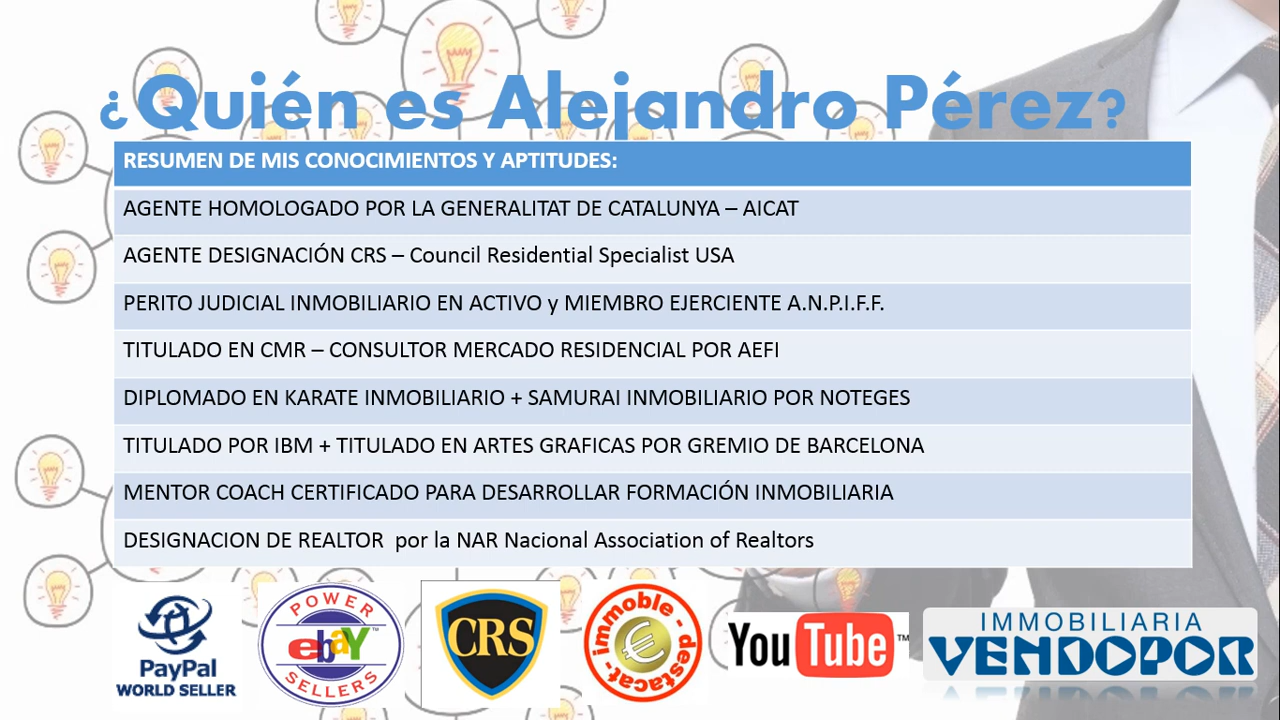 ¿Quién es Alejandro Pérez?
RESUMEN DE MIS CONOCIMIENTOS Y APTITUDES:
AGENTE HOMOLOGADO POR LA GENERALITAT DE CATALUNYA – AICAT
AGENTE DESIGNACIÓN CRS – Council Residential Specialist USA
PERITO JUDICIAL INMOBILIARIO EN ACTIVO y MIEMBRO EJERCIENTE A.N.P.I.F.F.
TITULADO EN CMR – CONSULTOR MERCADO RESIDENCIAL POR AEFI
DIPLOMADO EN KARATE INMOBILIARIO + SAMURAI INMOBILIARIO POR NOTEGES
TITULADO POR IBM + TITULADO EN ARTES GRAFICAS POR GREMIO DE BARCELONA
MENTOR COACH CERTIFICADO PARA DESARROLLAR FORMACIÓN INMOBILIARIA
DESIGNACION DE REALTOR por la NAR Nacional Association of Realtors
PayPal
WORLD SELLER
POWER
ebaY™
SELLERS
CRS
immoble - destacat -
€
YouTube™
IMMOBILIARIA
VENDOPOR